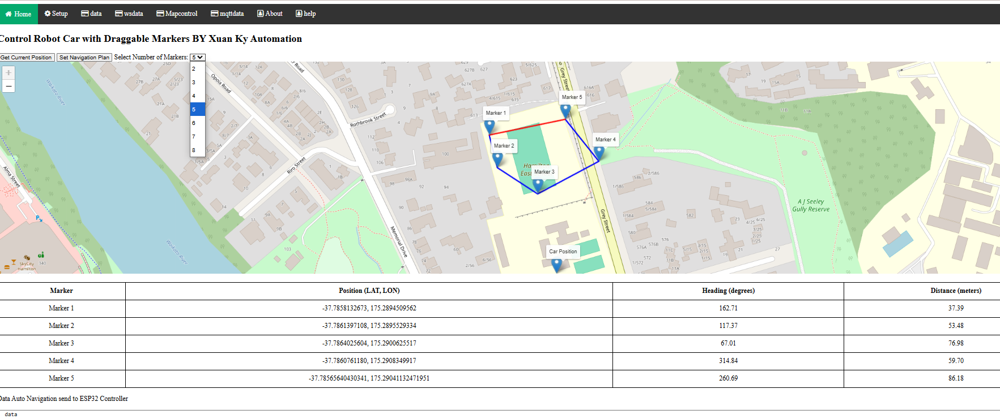 Home Setup data wsdata Mapcontrol mqttdata About help
Control Robot Car with Draggable Markers BY Xuan Ky Automation
Get Current Position Set Navigation Plan Select Number of Markers: 5
2
3
4
5
6
7
8
+
−
Waikato River
Opoia Road
Rothbrook Street
Riro Street
Alma Street
Memorial Drive
Grey Street
Grey Street
Waikato River
SkyCity
Hamilton
A J Seeley
Gully Reserve
Marker 5
Marker 1
Marker 4
Marker 2
Marker 3
Car Position
Marker Position (LAT, LON) Heading (degrees) Distance (meters)
Marker 1 -37.7858132673, 175.2894509562 162.71 37.39
Marker 2 -37.7861397108, 175.2895529334 117.37 53.48
Marker 3 -37.7864025604, 175.2900625517 67.01 76.98
Marker 4 -37.7860761180, 175.2908349917 314.84 59.70
Marker 5 -37.78565640430341, 175.29041132471951 260.69 86.18
Data Auto Navigation send to ESP32 Controller
data